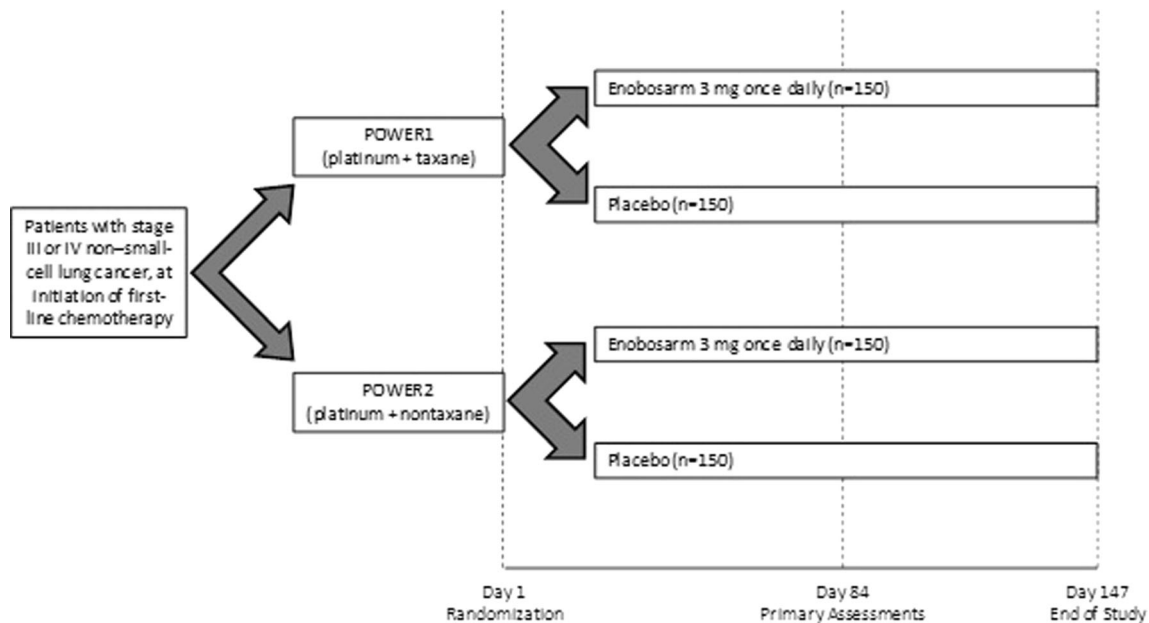 Patients with stage
III or IV non–small-
cell lung cancer, at
initiation of first-
line chemotherapy
POWER1
(platinum + taxane)
Enobosarm 3 mg once daily (n=150)
Placebo (n=150)
POWER2
(platinum + nontaxane)
Enobosarm 3 mg once daily (n=150)
Placebo (n=150)
Day 1
Randomization
Day 84
Primary Assessments
Day 147
End of Study